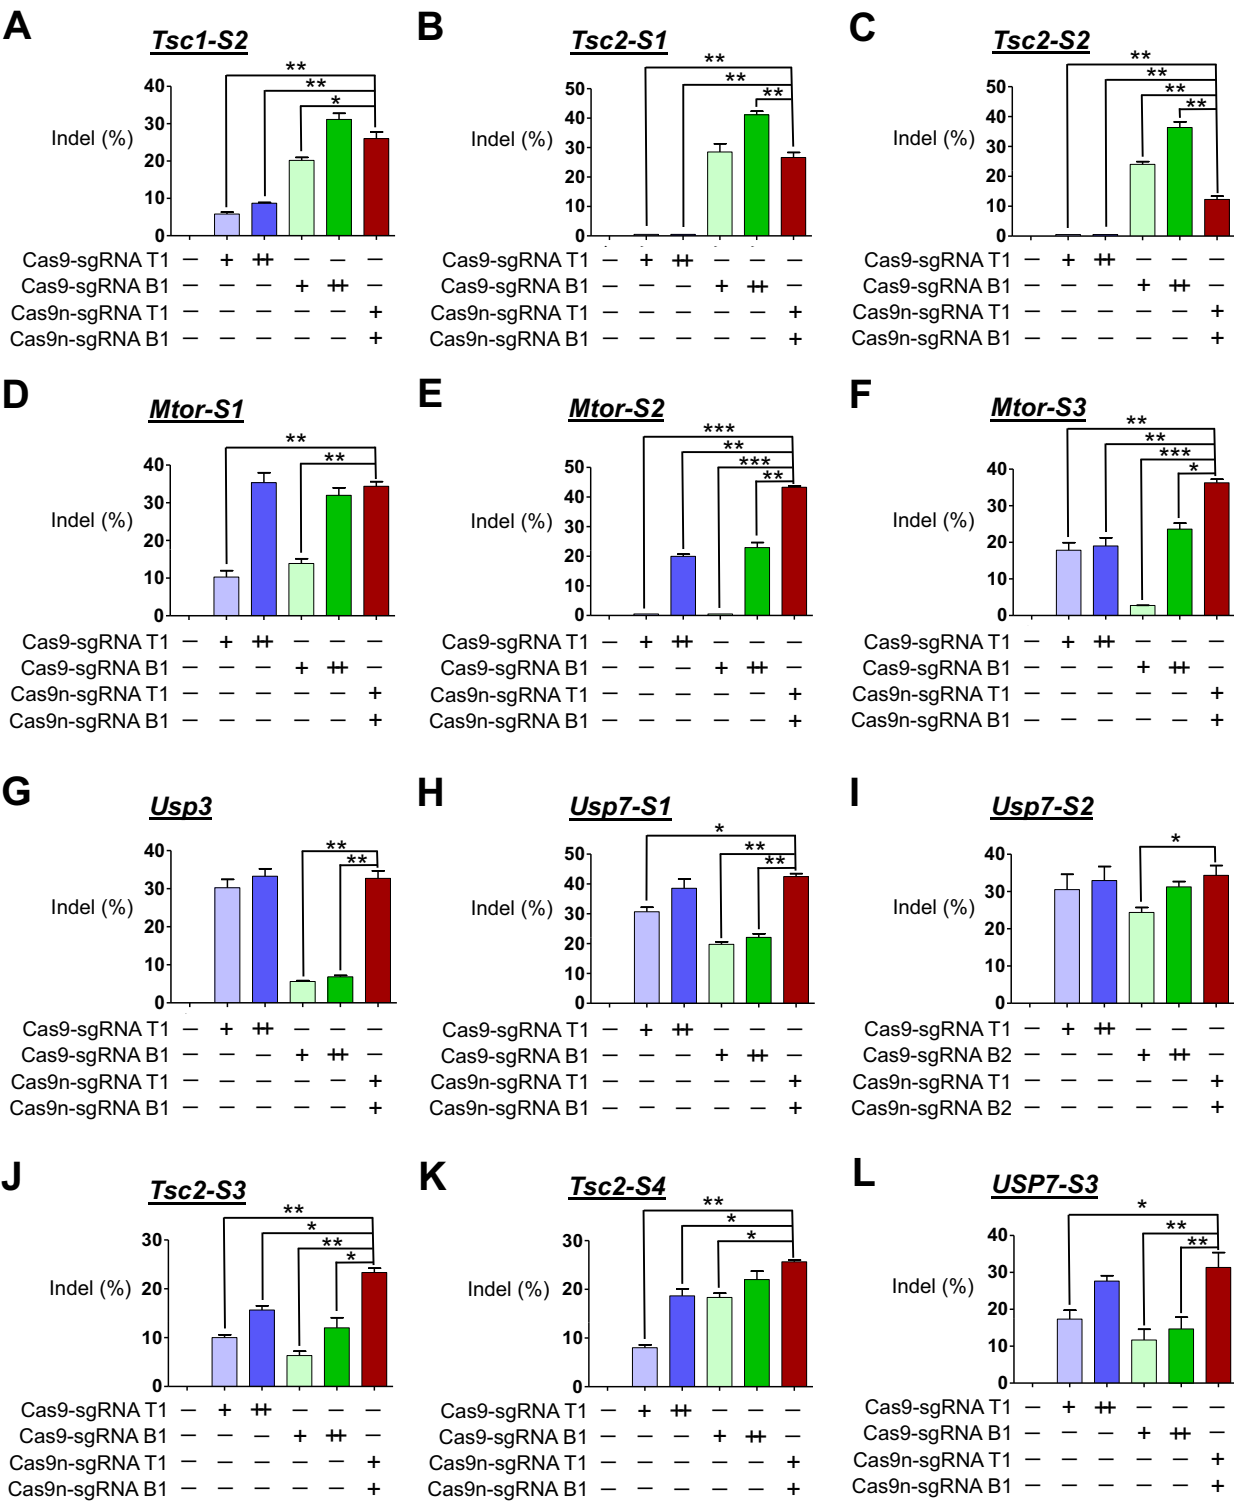 A
Tsc1-S2
**
**
*
Indel (%)
40
30
20
10
0
Cas9-sgRNA T1 – + ++ – – –
Cas9-sgRNA B1 – – – + ++ –
Cas9n-sgRNA T1 – – – – – +
Cas9n-sgRNA B1 – – – – – +
B
Tsc2-S1
**
**
**
Indel (%)
50
40
30
20
10
0
Cas9-sgRNA T1 – + ++ – – –
Cas9-sgRNA B1 – – – + ++ –
Cas9n-sgRNA T1 – – – – – +
Cas9n-sgRNA B1 – – – – – +
C
Tsc2-S2
**
**
**
**
Indel (%)
50
40
30
20
10
0
Cas9-sgRNA T1 – + ++ – – –
Cas9-sgRNA B1 – – – + ++ –
Cas9n-sgRNA T1 – – – – – +
Cas9n-sgRNA B1 – – – – – +
D
Mtor-S1
**
**
Indel (%)
40
30
20
10
0
Cas9-sgRNA T1 – + ++ – – –
Cas9-sgRNA B1 – – – + ++ –
Cas9n-sgRNA T1 – – – – – +
Cas9n-sgRNA B1 – – – – – +
E
Mtor-S2
***
**
***
**
Indel (%)
50
40
30
20
10
0
Cas9-sgRNA T1 – + ++ – – –
Cas9-sgRNA B1 – – – + ++ –
Cas9n-sgRNA T1 – – – – – +
Cas9n-sgRNA B1 – – – – – +
F
Mtor-S3
**
**
***
*
Indel (%)
40
30
20
10
0
Cas9-sgRNA T1 – + ++ – – –
Cas9-sgRNA B1 – – – + ++ –
Cas9n-sgRNA T1 – – – – – +
Cas9n-sgRNA B1 – – – – – +
G
Usp3
**
**
Indel (%)
40
30
20
10
0
Cas9-sgRNA T1 – + ++ – – –
Cas9-sgRNA B1 – – – + ++ –
Cas9n-sgRNA T1 – – – – – +
Cas9n-sgRNA B1 – – – – – +
H
Usp7-S1
*
**
**
Indel (%)
50
40
30
20
10
0
Cas9-sgRNA T1 – + ++ – – –
Cas9-sgRNA B1 – – – + ++ –
Cas9n-sgRNA T1 – – – – – +
Cas9n-sgRNA B1 – – – – – +
I
Usp7-S2
*
Indel (%)
40
30
20
10
0
Cas9-sgRNA T1 – + ++ – – –
Cas9-sgRNA B2 – – – + ++ –
Cas9n-sgRNA T1 – – – – – +
Cas9n-sgRNA B2 – – – – – +
J
Tsc2-S3
**
*
**
*
Indel (%)
30
20
10
0
Cas9-sgRNA T1 – + ++ – – –
Cas9-sgRNA B1 – – – + ++ –
Cas9n-sgRNA T1 – – – – – +
Cas9n-sgRNA B1 – – – – – +
K
Tsc2-S4
**
*
*
Indel (%)
30
20
10
0
Cas9-sgRNA T1 – + ++ – – –
Cas9-sgRNA B1 – – – + ++ –
Cas9n-sgRNA T1 – – – – – +
Cas9n-sgRNA B1 – – – – – +
L
USP7-S3
*
**
**
Indel (%)
40
30
20
10
0
Cas9-sgRNA T1 – + ++ – – –
Cas9-sgRNA B1 – – – + ++ –
Cas9n-sgRNA T1 – – – – – +
Cas9n-sgRNA B1 – – – – – +